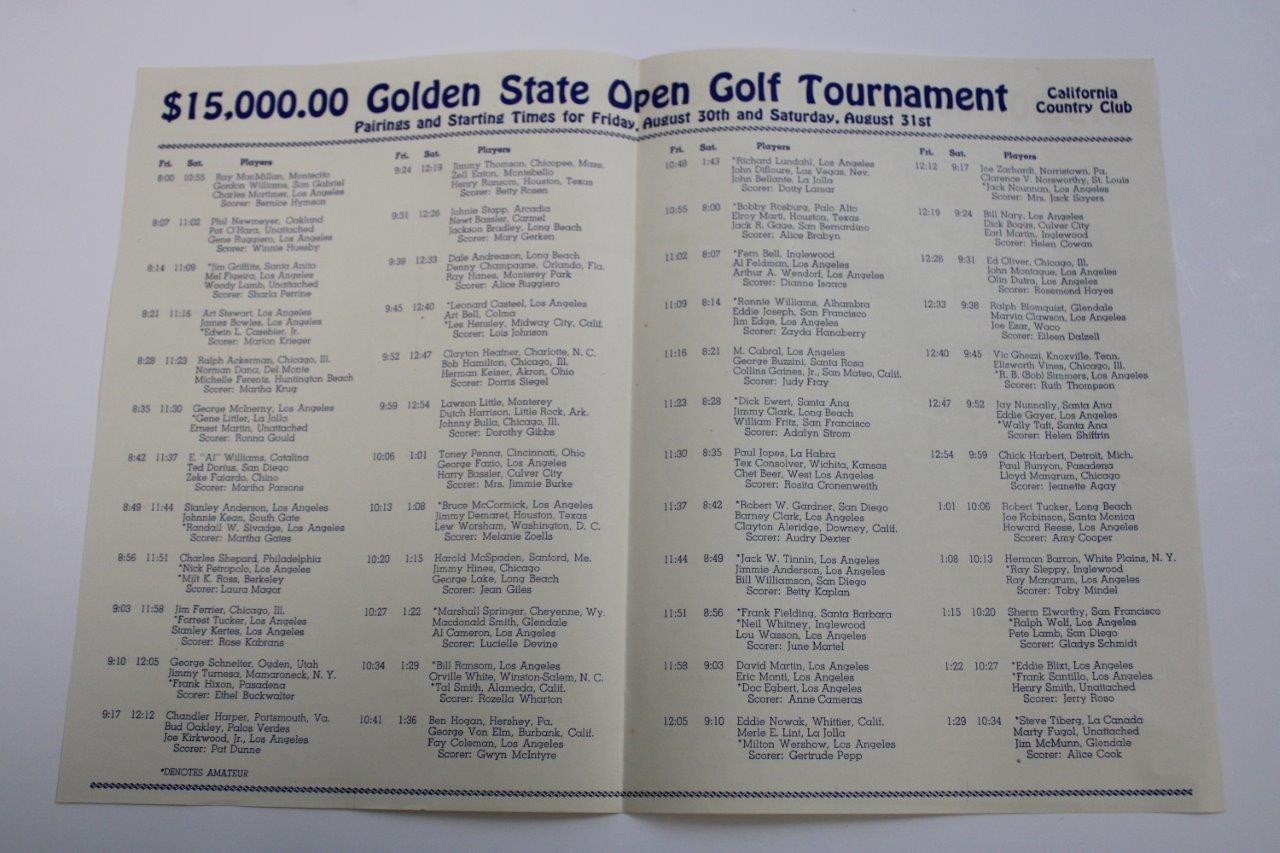 $15,000.00 Golden State Open Golf Tournament
California
Country Club
Pairings and Starting Times for Friday, August 30th and Saturday, August 31st
Fri. Sat. Players
8:00 10:55 Ray MacMillan, Montecito
Gordon Williams, San Gabriel
Charles Mortimer, Los Angeles
Scorer: Bernice Hymson
8:07 11:02 Phil Newmeyer, Oakland
Pat O'Hara, Unattached
Gene Ruggiero, Los Angeles
Scorer: Winnie Huesby
8:14 11:09 *Jim Griffits, Santa Anita
Mel Figeira, Los Angeles
Woody Lamb, Unattached
Scorer: Sharla Perrine
8:21 11:16 Art Stewart, Los Angeles
James Bowles, Los Angeles
*Edwin L. Casebier, Jr.
Scorer: Marion Krieger
8:28 11:23 Ralph Ackerman, Chicago, Ill.
Norman Dana, Del Monte
Michelle Ferentz, Huntington Beach
Scorer: Martha Krug
8:35 11:30 George McInerny, Los Angeles
*Gene Littler, La Jolla
Ernest Martin, Unattached
Scorer: Ronna Gould
8:42 11:37 E. "Al" Williams, Catalina
Ted Dorius, San Diego
Zeke Faiardo, Chino
Scorer: Martha Parsons
8:49 11:44 Stanley Anderson, Los Angeles
Johnnie Kean, South Gate
*Randall W. Sivadge, Los Angeles
Scorer: Martha Gates
8:56 11:51 Charles Shepard, Philadelphia
*Nick Petropolo, Los Angeles
*Milt K. Ross, Berkeley
Scorer: Laura Magor
9:03 11:58 Jim Ferrier, Chicago, Ill.
*Forrest Tucker, Los Angeles
Stanley Kertes, Los Angeles
Scorer: Rose Kabrans
9:10 12:05 George Schneiter, Ogden, Utah
Jimmy Turnesa, Mamaroneck, N. Y.
*Frank Hixon, Pasadena
Scorer: Ethel Buckwalter
9:17 12:12 Chandler Harper, Portsmouth, Va.
Bud Oakley, Palos Verdes
Joe Kirkwood, Jr., Los Angeles
Scorer: Pat Dunne
*DENOTES AMATEUR
Fri. Sat. Players
9:24 12:19 Jimmy Thomson, Chicopee, Mass.
Zell Eaton, Montebello
Henry Ransom, Houston, Texas
Scorer: Betty Rosen
9:31 12:26 Johnie Stapp, Arcadia
Newt Bassler, Carmel
Jackson Bradley, Long Beach
Scorer: Mary Gerken
9:38 12:33 Dale Andreason, Long Beach
Denny Champagne, Orlando, Fla.
Ray Hanes, Monterey Park
Scorer: Alice Ruggiero
9:45 12:40 *Leonard Casteel, Los Angeles
Art Bell, Colma
*Les Hensley, Midway City, Calif.
Scorer: Lois Johnson
9:52 12:47 Clayton Heafner, Charlotte, N. C.
Bob Hamilton, Chicago, Ill.
Herman Keiser, Akron, Ohio
Scorer: Dorris Siegel
9:59 12:54 Lawson Little, Monterey
Dutch Harrison, Little Rock, Ark.
Johnny Bulla, Chicago, Ill.
Scorer: Dorothy Gibbs
10:06 1:01 Toney Penna, Cincinnati, Ohio
George Fazio, Los Angeles
Harry Bassler, Culver City
Scorer: Mrs. Jimmie Burke
10:13 1:08 *Bruce McCormick, Los Angeles
Jimmy Demaret, Houston, Texas
Lew Worsham, Washington, D. C.
Scorer: Melanie Zoells
10:20 1:15 Harold McSpaden, Sanford, Me.
Jimmy Hines, Chicago
George Lake, Long Beach
Scorer: Jean Giles
10:27 1:22 *Marshall Springer, Cheyenne, Wy.
Macdonald Smith, Glendale
Al Cameron, Los Angeles
Scorer: Lucielle Devine
10:34 1:29 *Bill Ransom, Los Angeles
Orville White, Winston-Salem, N. C.
*Tal Smith, Alameda, Calif.
Scorer: Rozella Wharton
10:41 1:36 Ben Hogan, Hershey, Pa.
George Von Elm, Burbank, Calif.
Fay Coleman, Los Angeles
Scorer: Gwyn McIntyre
Fri. Sat. Players
10:49 1:43 *Richard Lundahl, Los Angeles
John Difloure, Las Vegas, Nev.
John Bellante, La Jolla
Scorer: Dotty Lamar
10:55 8:00 *Bobby Rosburg, Palo Alto
Elroy Marti, Houston, Texas
Jack R. Gage, San Bernardino
Scorer: Alice Brabyn
11:02 8:07 *Fern Bell, Inglewood
Al Feldman, Los Angeles
Arthur A. Wendorf, Los Angeles
Scorer: Dianne Isaacs
11:09 8:14 *Ronnie Williams, Alhambra
Eddie Joseph, San Francisco
Jim Edge, Los Angeles
Scorer: Zayda Hanaberry
11:16 8:21 M. Cabral, Los Angeles
George Buzzini, Santa Rosa
Collins Gaines, Jr., San Mateo, Calif.
Scorer: Judy Fray
11:23 8:28 *Dick Ewert, Santa Ana
Jimmy Clark, Long Beach
William Fritz, San Francisco
Scorer: Adalyn Strom
11:30 8:35 Paul Jopes, La Habra
Tex Consolver, Wichita, Kansas
Chet Beer, West Los Angeles
Scorer: Rosita Cronenweith
11:37 8:42 *Robert W. Gardner, San Diego
Barney Clark, Los Angeles
Clayton Aleridge, Downey, Calif.
Scorer: Audry Dexter
11:44 8:49 *Jack W. Tinnin, Los Angeles
Jimmie Anderson, Los Angeles
Bill Williamson, San Diego
Scorer: Betty Kaplan
11:51 8:56 *Frank Fielding, Santa Barbara
*Neil Whitney, Inglewood
Lou Wasson, Los Angeles
Scorer: June Martel
11:58 9:03 David Martin, Los Angeles
Eric Monti, Los Angeles
*Doc Egbert, Los Angeles
Scorer: Anne Cameras
12:05 9:10 Eddie Nowak, Whittier, Calif.
Merle E. Lint, La Jolla
*Milton Wershow, Los Angeles
Scorer: Gertrude Pepp
Fri. Sat. Players
12:12 9:17 Joe Zarhardi, Norristown, Pa.
Clarence V. Norsworthy, St. Louis
*Jack Nounnan, Los Angeles
Scorer: Mrs. Jack Sayers
12:19 9:24 Bill Nary, Los Angeles
Dick Boggs, Culver City
Earl Martin, Inglewood
Scorer: Helen Cowan
12:26 9:31 Ed Oliver, Chicago, Ill.
John Montague, Los Angeles
Olin Dutra, Los Angeles
Scorer: Rosemond Hayes
12:33 9:38 Ralph Blomquist, Glendale
Marvin Clawson, Los Angeles
Joe Ezar, Waco
Scorer: Eileen Dalzell
12:40 9:45 Vic Ghezzi, Knoxville, Tenn.
Ellsworth Vines, Chicago, Ill.
*R. B. (Bob) Simmers, Los Angeles
Scorer: Ruth Thompson
12:47 9:52 Jay Nunnally, Santa Ana
Eddie Gayer, Los Angeles
*Wally Taft, Santa Ana
Scorer: Helen Shiffrin
12:54 9:59 Chick Harbert, Detroit, Mich.
Paul Runyon, Pasadena
Lloyd Mangrum, Chicago
Scorer: Jeanette Agay
1:01 10:06 Robert Tucker, Long Beach
Joe Robinson, Santa Monica
Howard Reese, Los Angeles
Scorer: Amy Cooper
1:08 10:13 Herman Barron, White Plains, N. Y.
*Ray Sleppy, Inglewood
Ray Mangrum, Los Angeles
Scorer: Toby Mindel
1:15 10:20 Sherm Elworthy, San Francisco
*Ralph Wolf, Los Angeles
Pete Lamb, San Diego
Scorer: Gladys Schmidt
1:22 10:27 *Eddie Blixt, Los Angeles
*Frank Santillo, Los Angeles
Henry Smith, Unattached
Scorer: Jerry Roso
1:29 10:34 *Steve Tiberg, La Canada
Marty Fugol, Unattached
Jim McMunn, Glendale
Scorer: Alice Cook